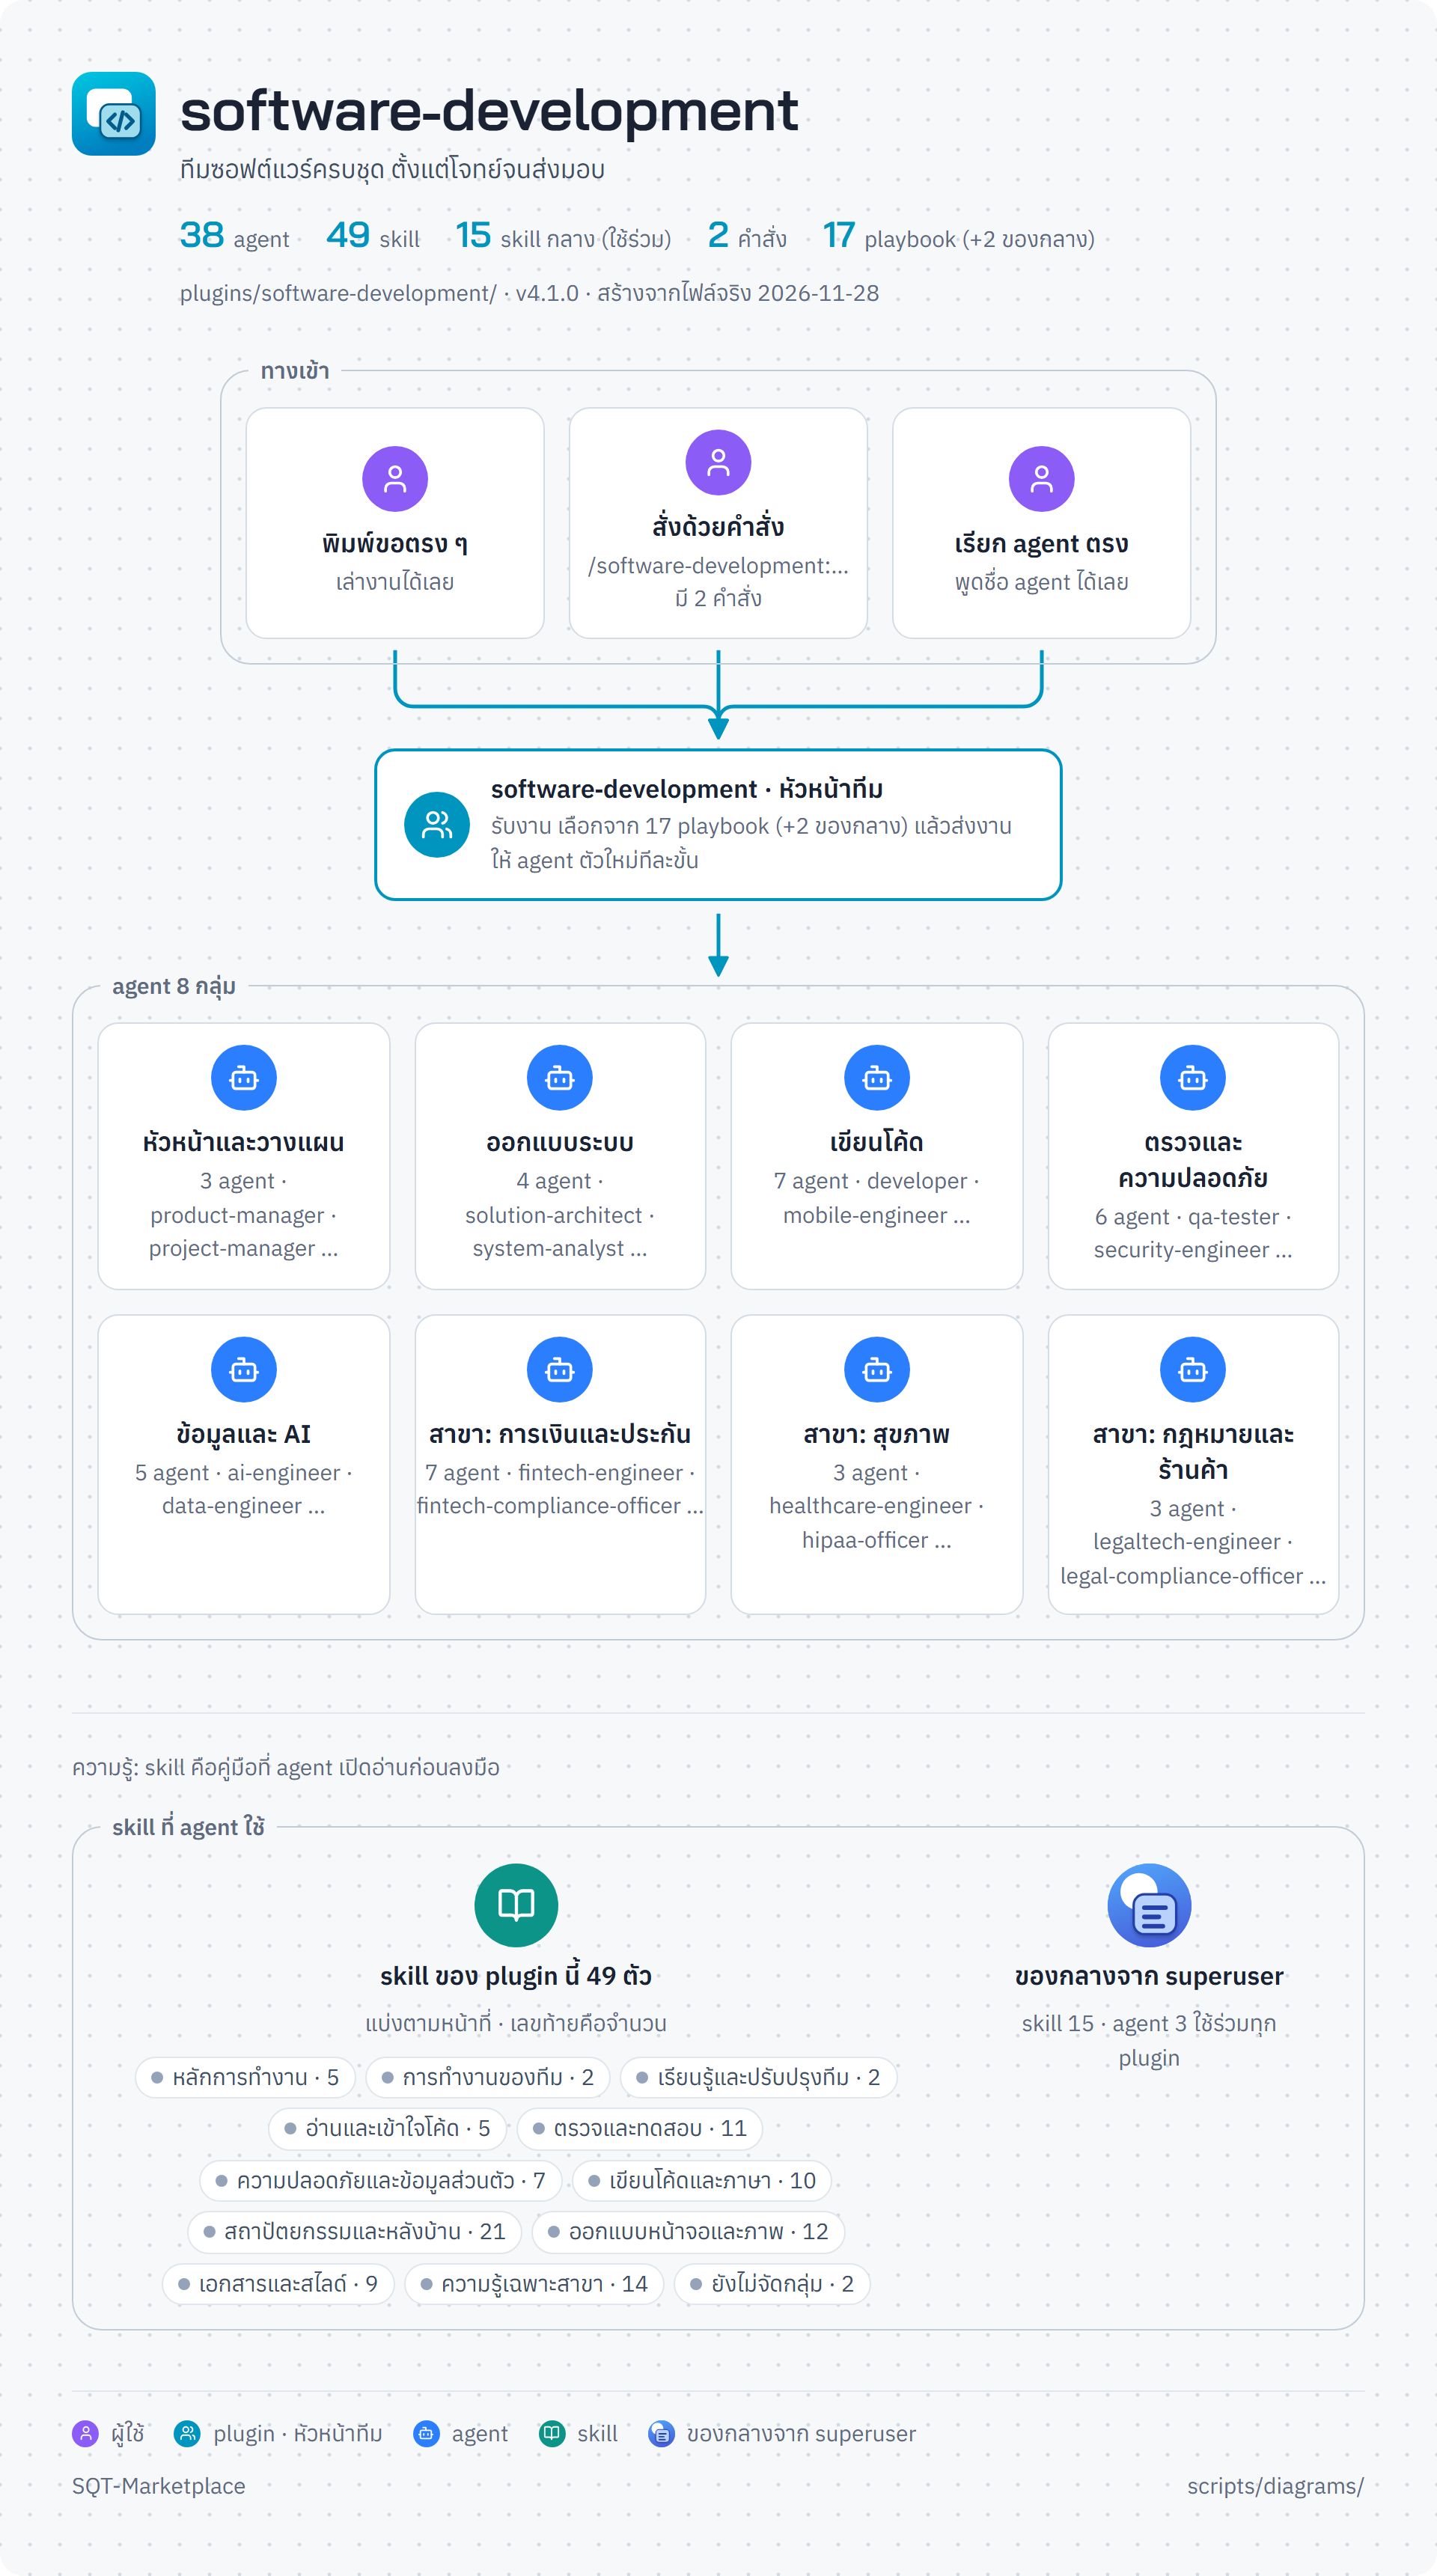 software-development
ทีมซอฟต์แวร์ครบชุด ตั้งแต่โจทย์จนส่งมอบ
38 agent 49 skill 15 skill กลาง (ใช้ร่วม) 2 คำสั่ง 17 playbook (+2 ของกลาง)
plugins/software-development/ · v4.1.0 · สร้างจากไฟล์จริง 2026-11-28
ทางเข้า
พิมพ์ขอตรง ๆ
เล่างานได้เลย
สั่งด้วยคำสั่ง
/software-development:...
มี 2 คำสั่ง
เรียก agent ตรง
พูดชื่อ agent ได้เลย
software-development · หัวหน้าทีม
รับงาน เลือกจาก 17 playbook (+2 ของกลาง) แล้วส่งงาน
ให้ agent ตัวใหม่ทีละขั้น
agent 8 กลุ่ม
หัวหน้าและวางแผน
3 agent ·
product-manager ·
project-manager ...
ออกแบบระบบ
4 agent ·
solution-architect ·
system-analyst ...
เขียนโค้ด
7 agent · developer ·
mobile-engineer ...
ตรวจและ
ความปลอดภัย
6 agent · qa-tester ·
security-engineer ...
ข้อมูลและ AI
5 agent · ai-engineer ·
data-engineer ...
สาขา: การเงินและประกัน
7 agent · fintech-engineer ·
fintech-compliance-officer ...
สาขา: สุขภาพ
3 agent ·
healthcare-engineer ·
hipaa-officer ...
สาขา: กฎหมายและ
ร้านค้า
3 agent ·
legaltech-engineer ·
legal-compliance-officer ...
ความรู้: skill คือคู่มือที่ agent เปิดอ่านก่อนลงมือ
skill ที่ agent ใช้
skill ของ plugin นี้ 49 ตัว
แบ่งตามหน้าที่ · เลขท้ายคือจำนวน
หลักการทำงาน · 5
การทำงานของทีม · 2
เรียนรู้และปรับปรุงทีม · 2
อ่านและเข้าใจโค้ด · 5
ตรวจและทดสอบ · 11
ความปลอดภัยและข้อมูลส่วนตัว · 7
เขียนโค้ดและภาษา · 10
สถาปัตยกรรมและหลังบ้าน · 21
ออกแบบหน้าจอและภาพ · 12
เอกสารและสไลด์ · 9
ความรู้เฉพาะสาขา · 14
ยังไม่จัดกลุ่ม · 2
ของกลางจาก superuser
skill 15 · agent 3 ใช้ร่วมทุก
plugin
ผู้ใช้
plugin · หัวหน้าทีม
agent
skill
ของกลางจาก superuser
SQT-Marketplace
scripts/diagrams/